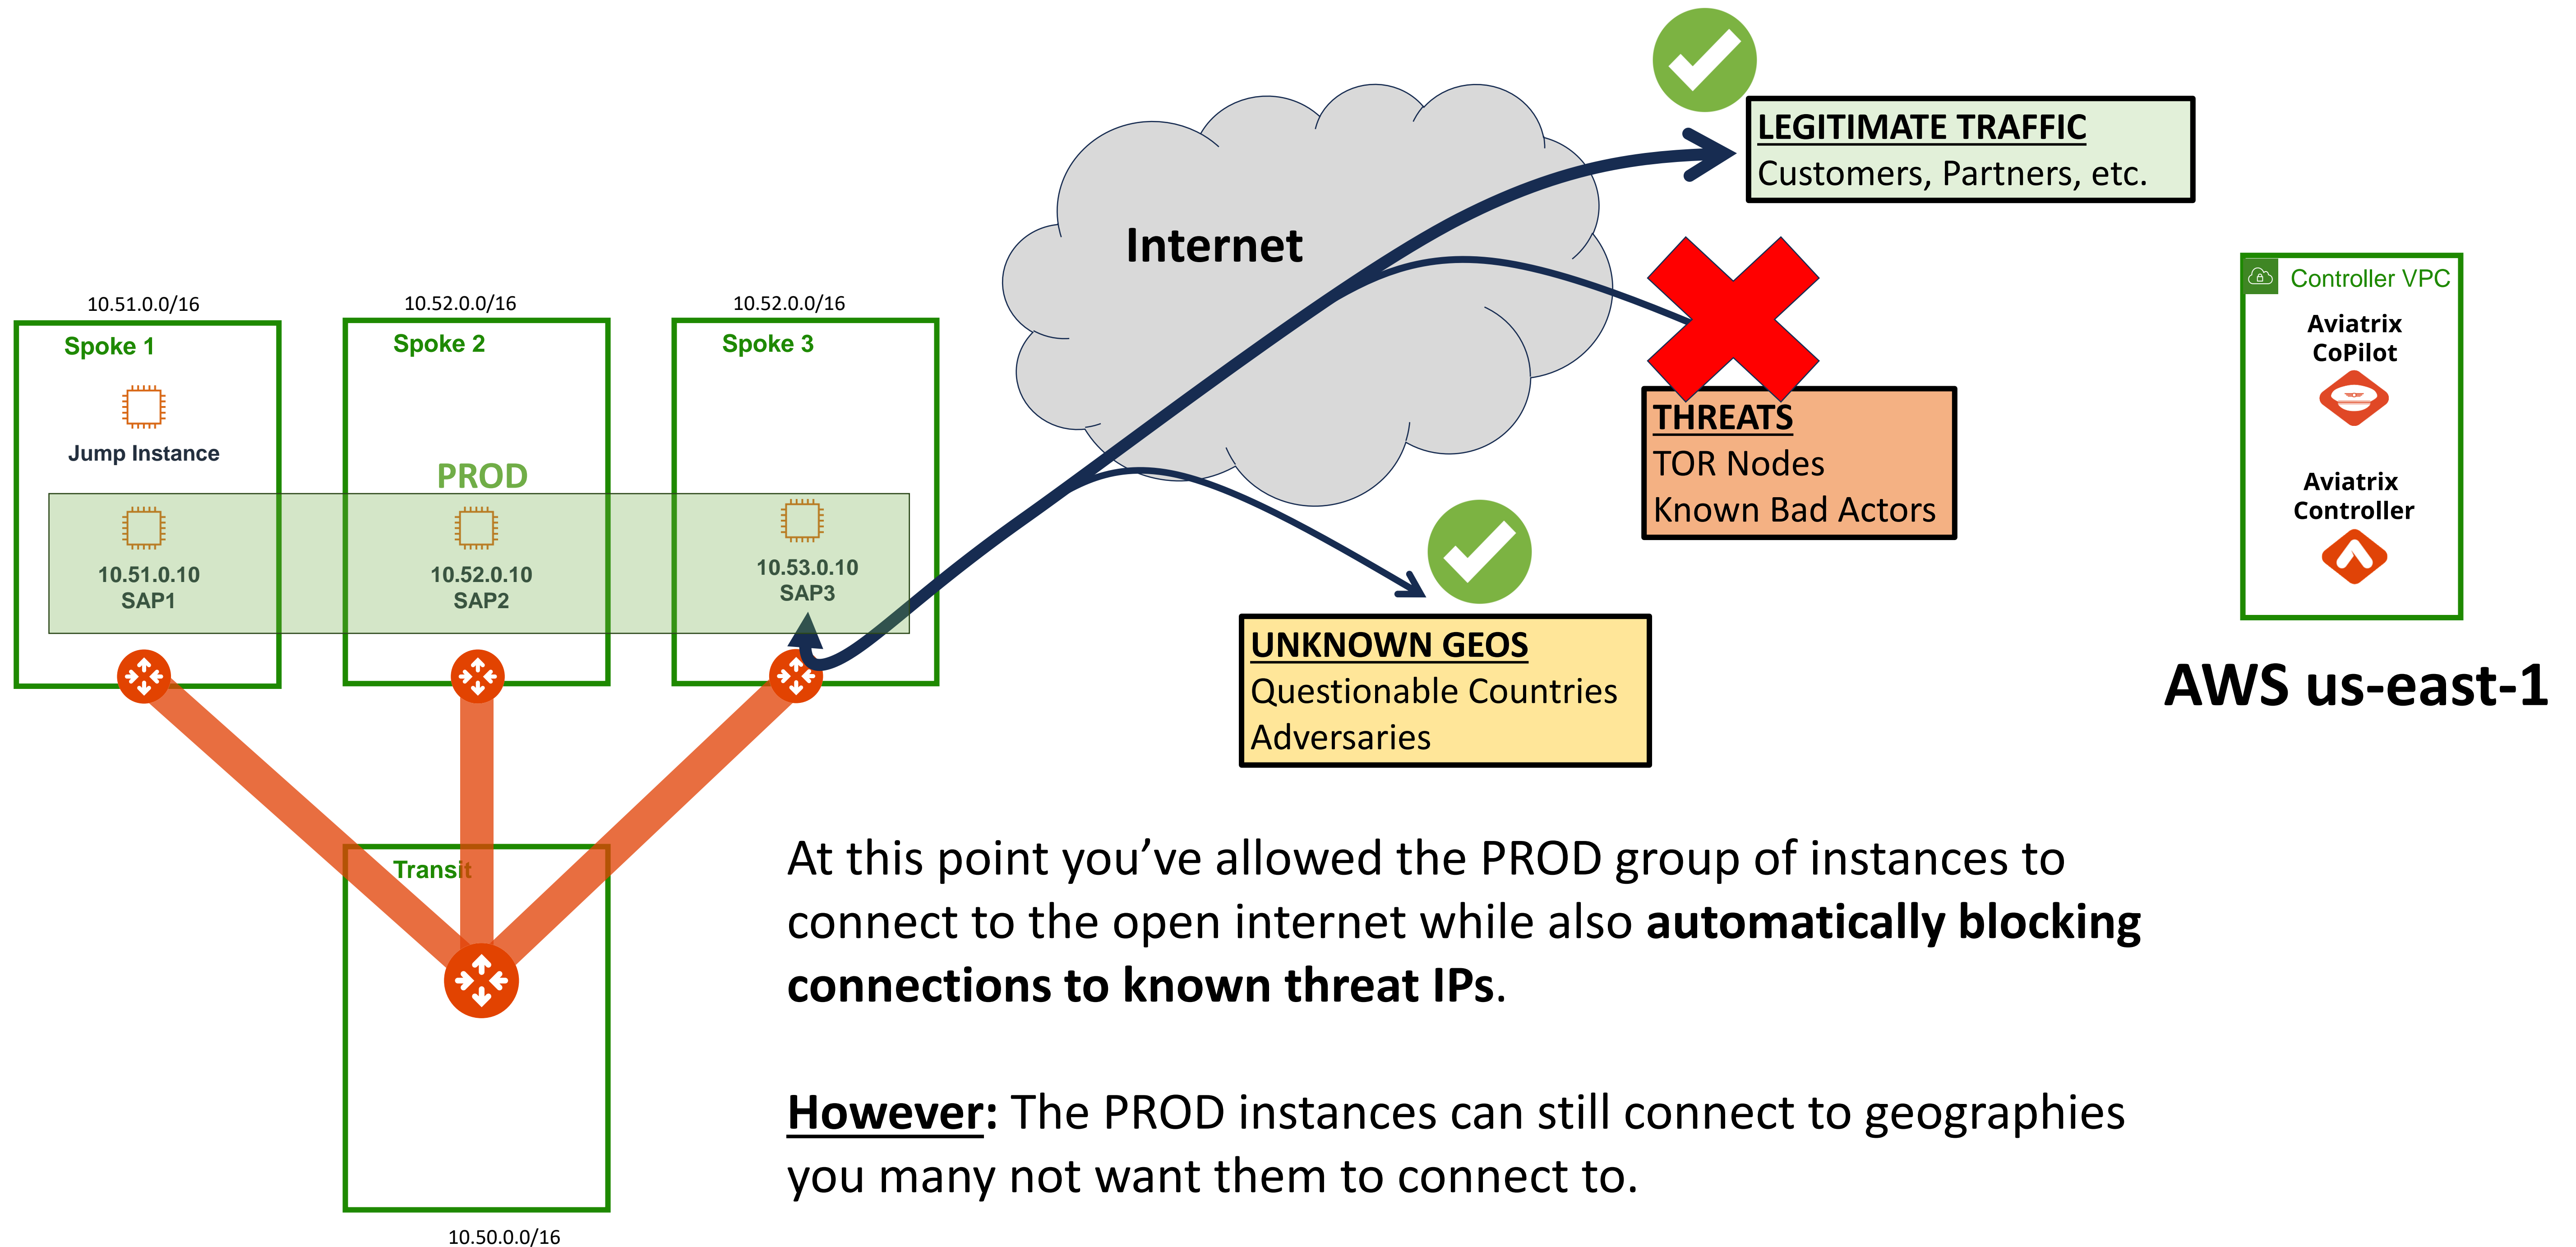 LEGITIMATE TRAFFIC
Customers, Partners, etc.
Internet
Controller VPC
Aviatrix
CoPilot
Aviatrix
Controller
AWS us-east-1
10.51.0.0/16
10.52.0.0/16
10.52.0.0/16
Spoke 1
Spoke 2
Spoke 3
Jump Instance
PROD
10.51.0.10
SAP1
10.52.0.10
SAP2
10.53.0.10
SAP3
THREATS
TOR Nodes
Known Bad Actors
UNKNOWN GEOS
Questionable Countries
Adversaries
Transit
10.50.0.0/16
At this point you’ve allowed the PROD group of instances to
connect to the open internet while also automatically blocking
connections to known threat IPs.
However: The PROD instances can still connect to geographies
you many not want them to connect to.